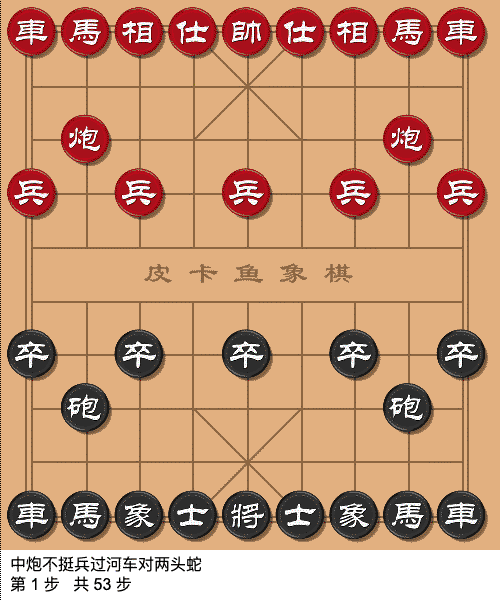 車馬相仕帥仕相馬車
炮炮
兵兵兵兵兵
皮卡鱼象棋
卒卒卒卒卒
砲砲
車馬象士將士象馬車
中炮不挺兵过河车对两头蛇
第 1 步 共 53 步